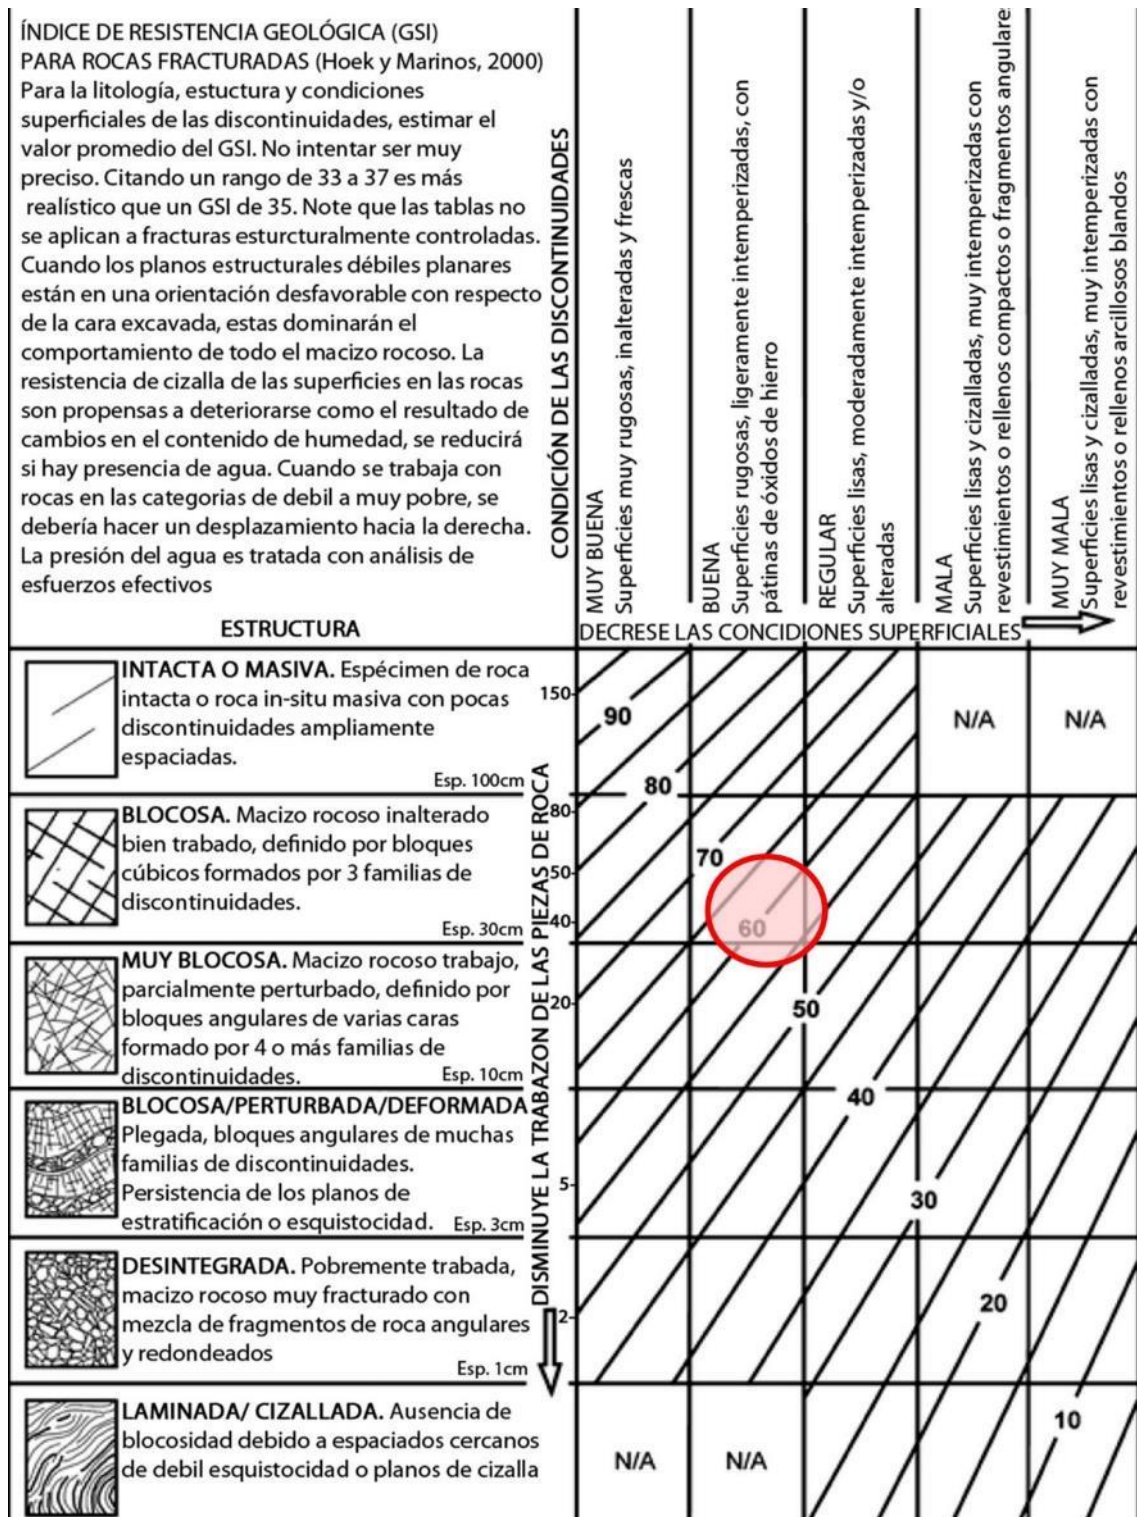 ÍNDICE DE RESISTENCIA GEOLÓGICA (GSI)
PARA ROCAS FRACTURADAS (Hoek y Marinos, 2000)
Para la litología, estuctura y condiciones
superficiales de las discontinuidades, estimar el
valor promedio del GSI. No intentar ser muy
preciso. Citando un rango de 33 a 37 es más
realístico que un GSI de 35. Note que las tablas no
se aplican a fracturas esturcturalmente controladas.
Cuando los planos estructurales débiles planares
están en una orientación desfavorable con respecto
de la cara excavada, estas dominarán el
comportamiento de todo el macizo rocoso. La
resistencia de cizalla de las superficies en las rocas
son propensas a deteriorarse como el resultado de
cambios en el contenido de humedad, se reducirá
si hay presencia de agua. Cuando se trabaja con
rocas en las categorias de debil a muy pobre, se
debería hacer un desplazamiento hacia la derecha.
La presión del agua es tratada con análisis de
esfuerzos efectivos
CONDICIÓN DE LAS DISCONTINUIDADES
MUY BUENA
Superficies muy rugosas, inalteradas y frescas
BUENA
Superficies rugosas, ligeramente intemperizadas, con
pátinas de óxidos de hierro
REGULAR
Superficies lisas, moderadamente intemperizadas y/o
alteradas
MALA
Superficies lisas y cizalladas, muy intemperizadas con
revestimientos o rellenos compactos o fragmentos angulares
MUY MALA
Superficies lisas y cizalladas, muy intemperizadas con
revestimientos o rellenos arcillosos blandos
ESTRUCTURA
DECRESE LAS CONCIDIONES SUPERFICIALES
INTACTA O MASIVA. Espécimen de roca
intacta o roca in-situ masiva con pocas
discontinuidades ampliamente
espaciadas.
Esp. 100cm
BLOCOSA. Macizo rocoso inalterado
bien trabado, definido por bloques
cúbicos formados por 3 familias de
discontinuidades.
Esp. 30cm
MUY BLOCOSA. Macizo rocoso trabajo,
parcialmente perturbado, definido por
bloques angulares de varias caras
formado por 4 o más familias de
discontinuidades.
Esp. 10cm
BLOCOSA/PERTURBADA/DEFORMADA
Plegada, bloques angulares de muchas
familias de discontinuidades.
Persistencia de los planos de
estratificación o esquistocidad. Esp. 3cm
DESINTEGRADA. Pobremente trabada,
macizo rocoso muy fracturado con
mezcla de fragmentos de roca angulares
y redondeados
Esp. 1cm
LAMINADA/ CIZALLADA. Ausencia de
blocosidad debido a espaciados cercanos
de debil esquistocidad o planos de cizalla
DISMINUYE LA TRABAZON DE LAS PIEZAS DE ROCA
150
80
50
40
20
5
2
90
80
70
60
50
40
30
20
10
N/A
N/A
N/A
N/A